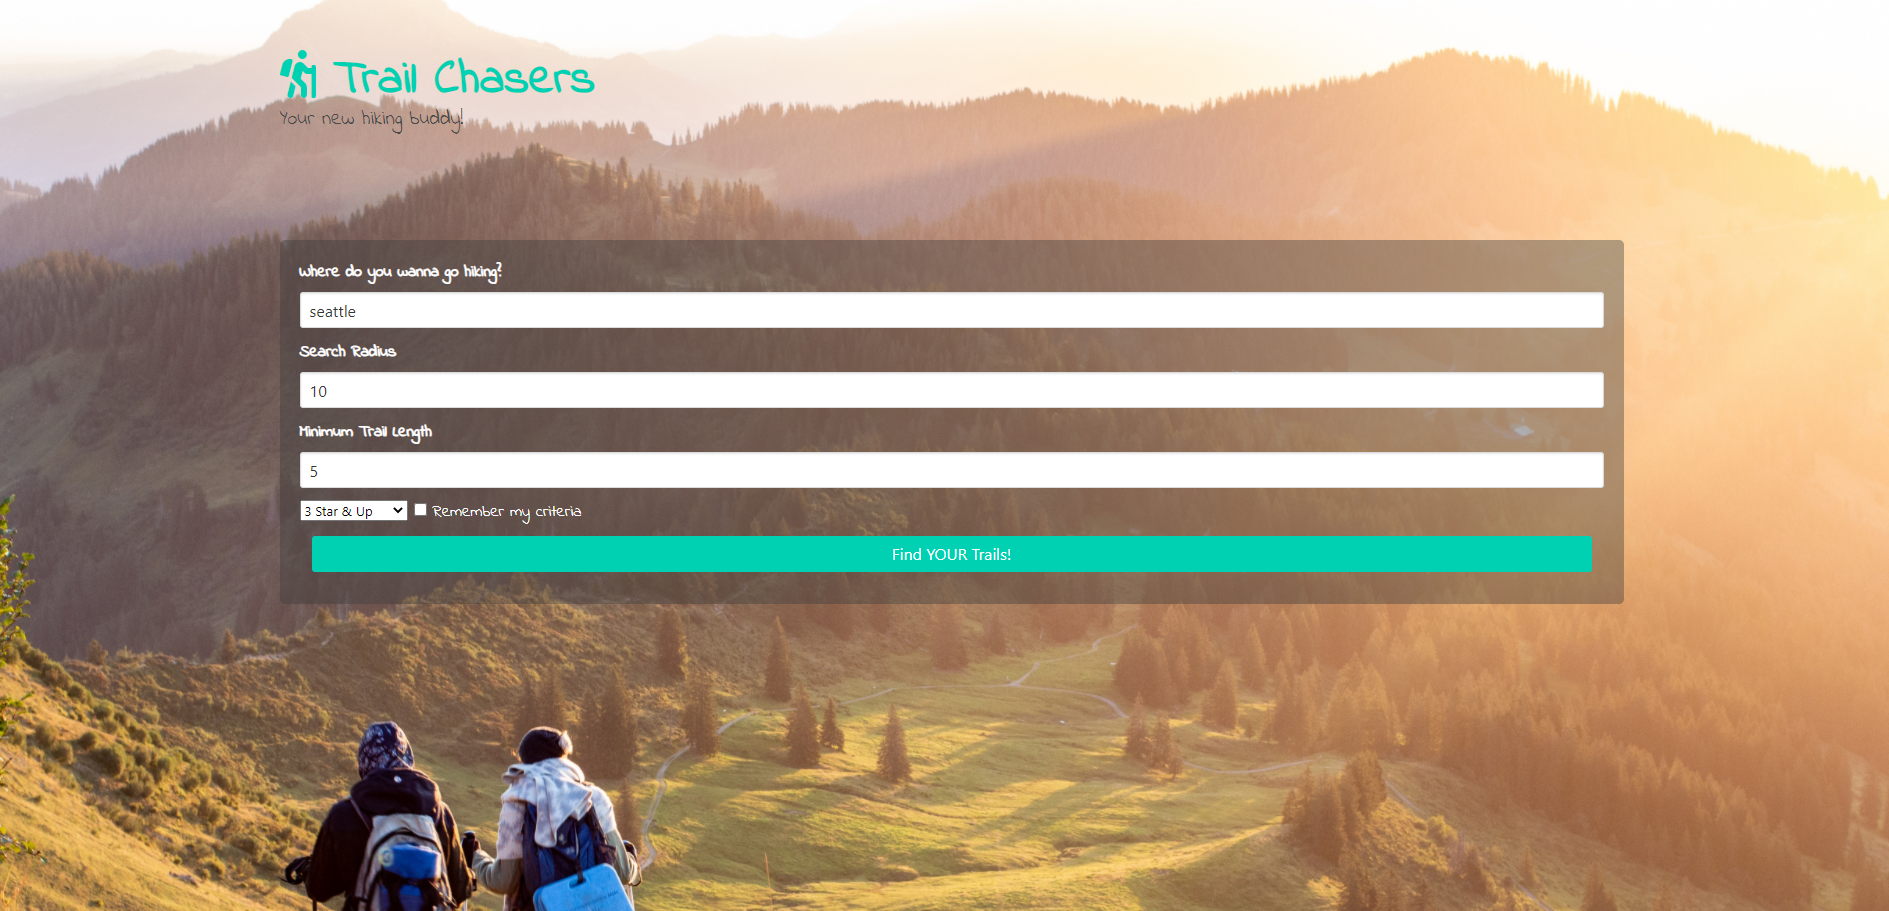 Trail Chasers
Your new hiking buddy!
Where do you wanna go hiking?
seattle
Search Radius
10
Minimum Trail Length
5
3 Star & Up Remember my criteria
Find YOUR Trails!